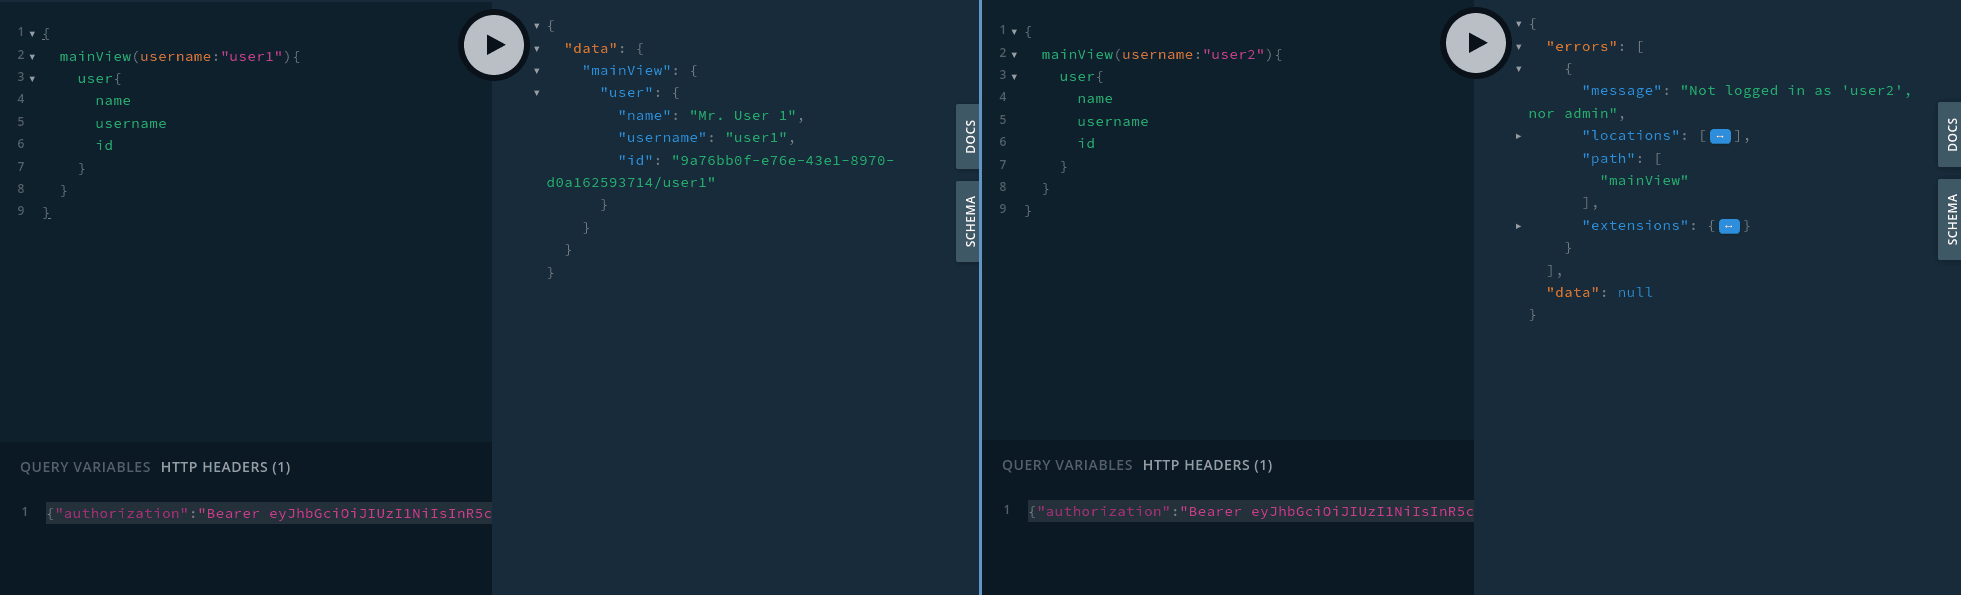 1 ▾ {
2 ▾ mainView(username:"user1"){
3 ▾ user{
4 name
5 username
6 id
7 }
8 }
9 }
QUERY VARIABLES HTTP HEADERS (1)
1 {"authorization":"Bearer eyJhbGciOiJIUzI1NiIsInR5c
▾ {
▾ "data": {
▾ "mainView": {
▾ "user": {
"name": "Mr. User 1",
"username": "user1",
"id": "9a76bb0f-e76e-43e1-8970-
d0a162593714/user1"
}
}
}
}
DOCS
SCHEMA
1 ▾ {
2 ▾ mainView(username:"user2"){
3 ▾ user{
4 name
5 username
6 id
7 }
8 }
9 }
QUERY VARIABLES HTTP HEADERS (1)
1 {"authorization":"Bearer eyJhbGciOiJIUzI1NiIsInR5c
▾ {
▾ "errors": [
▾ {
"message": "Not logged in as 'user2',
nor admin",
▸ "locations": [↔],
"path": [
"mainView"
],
▸ "extensions": {↔}
}
],
"data": null
}
DOCS
SCHEMA